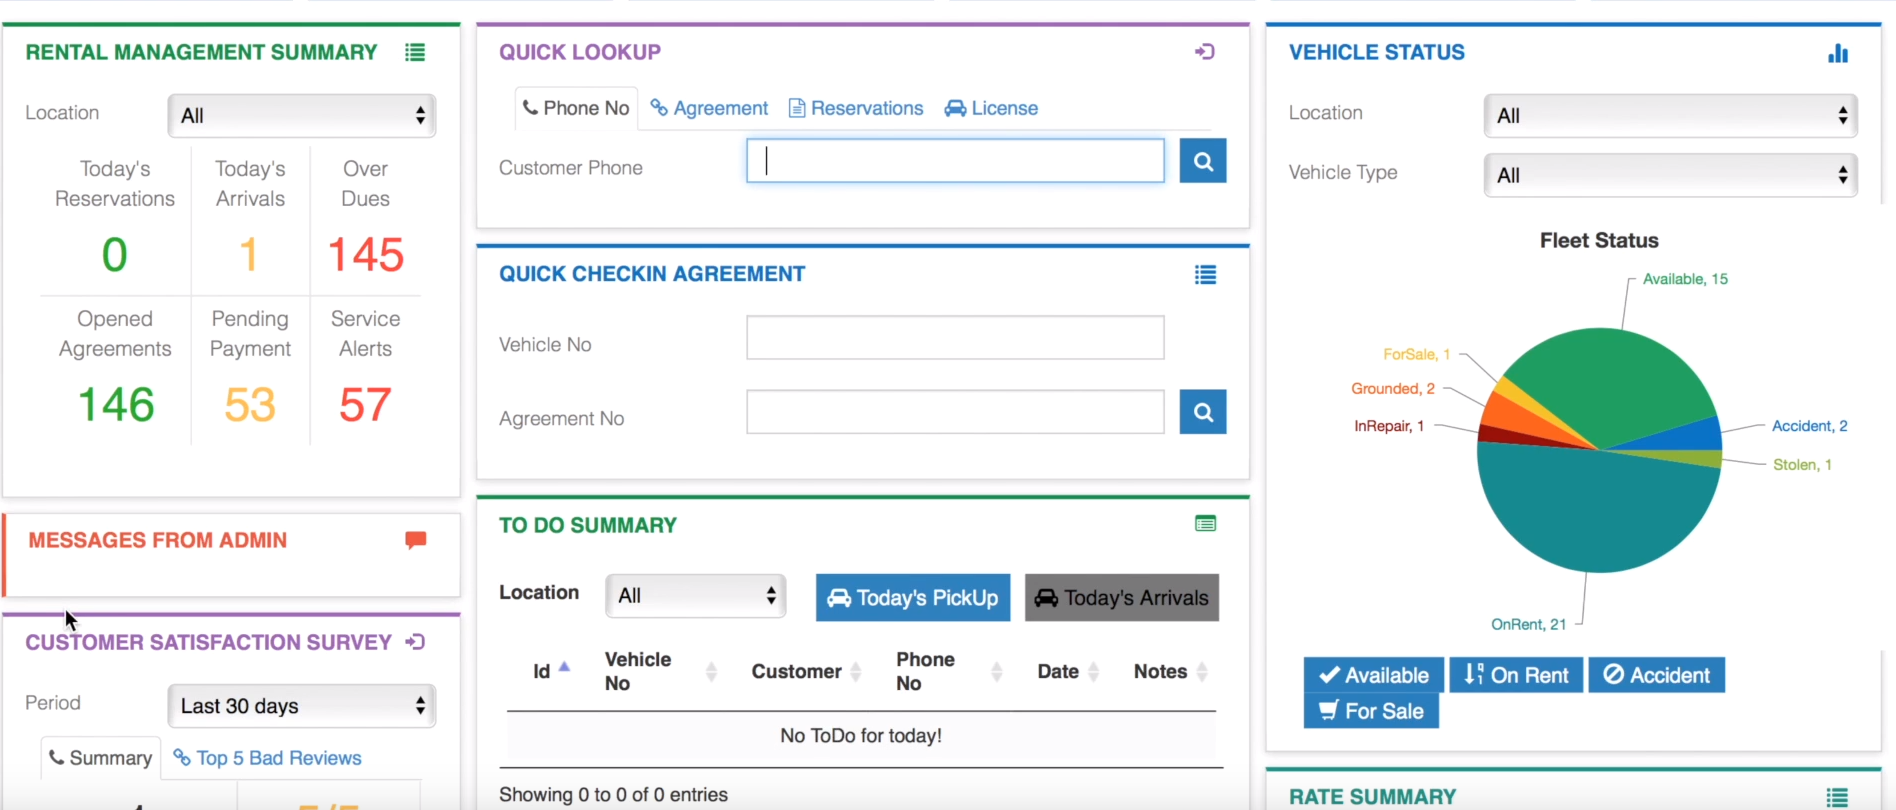 RENTAL MANAGEMENT SUMMARY
Location
All
Today's
Reservations
0
Today's
Arrivals
1
Over
Dues
145
Opened
Agreements
146
Pending
Payment
53
Service
Alerts
57
MESSAGES FROM ADMIN
CUSTOMER SATISFACTION SURVEY
Period
Last 30 days
Summary
Top 5 Bad Reviews
QUICK LOOKUP
Phone No
Agreement
Reservations
License
Customer Phone
QUICK CHECKIN AGREEMENT
Vehicle No
Agreement No
TO DO SUMMARY
Location
All
Today's PickUp
Today's Arrivals
Id
Vehicle
No
Customer
Phone
No
Date
Notes
No ToDo for today!
Showing 0 to 0 of 0 entries
VEHICLE STATUS
Location
All
Vehicle Type
All
Fleet Status
Available, 15
ForSale, 1
Grounded, 2
InRepair, 1
Accident, 2
Stolen, 1
OnRent, 21
Available
On Rent
Accident
For Sale
RATE SUMMARY